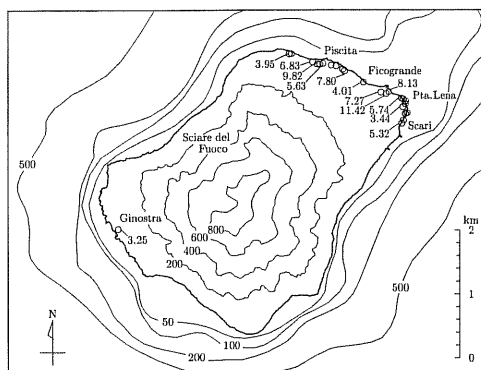 Piscita
3.95
6.83
9.82
5.63
7.80
Ficogrande
4.01
8.13
7.27
11.42
Pta.Lena
5.74
3.44
Scari
5.32
Sciare del
Fuoco
500
Ginostra
3.25
800
600
400
200
km
2
1
0
500
50
100
200
N